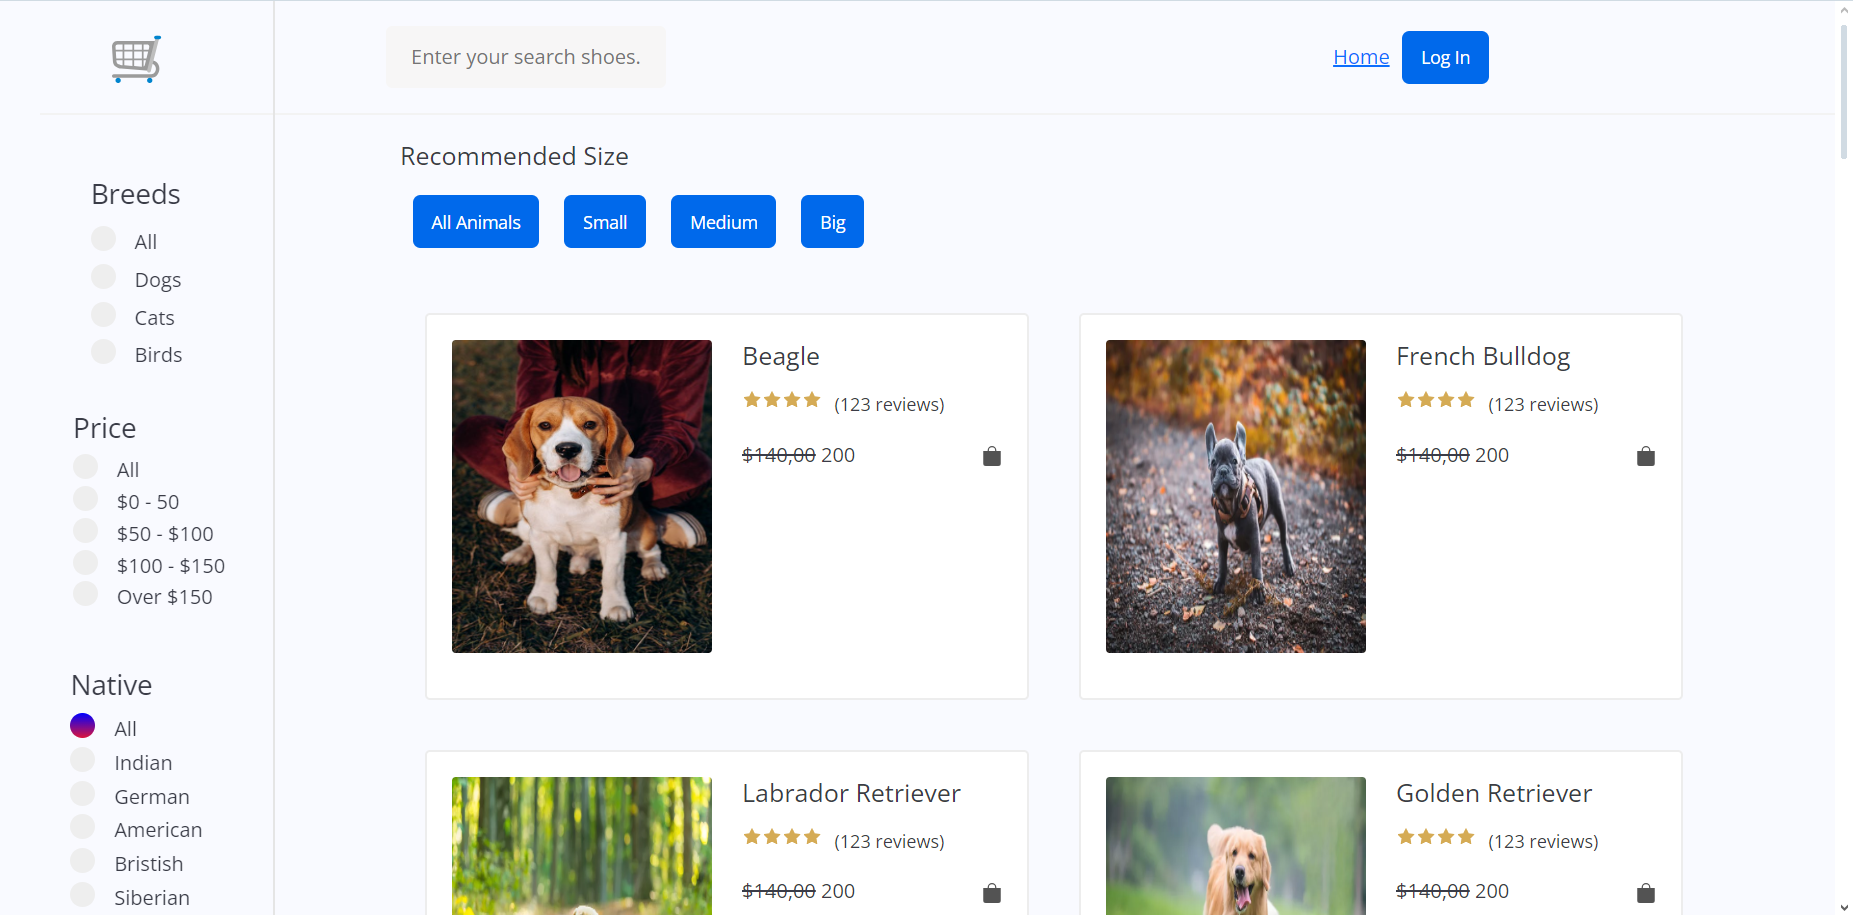 Enter your search shoes.
Home
Log In
Breeds
All
Dogs
Cats
Birds
Price
All
$0 - 50
$50 - $100
$100 - $150
Over $150
Native
All
Indian
German
American
Bristish
Siberian
Recommended Size
All Animals
Small
Medium
Big
Beagle
(123 reviews)
$140,00 200
French Bulldog
(123 reviews)
$140,00 200
Labrador Retriever
(123 reviews)
$140,00 200
Golden Retriever
(123 reviews)
$140,00 200